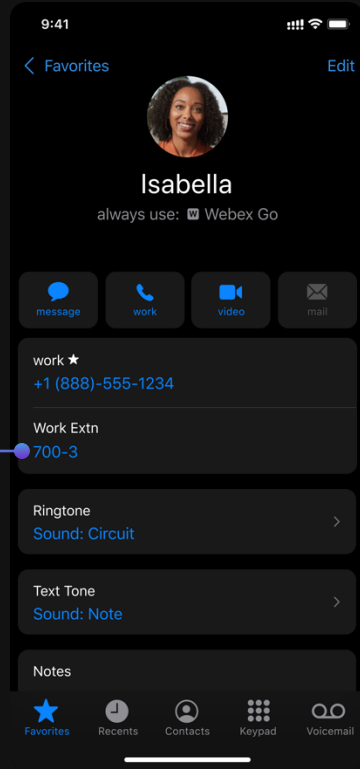 9:41
Favorites
Edit
Isabella
always use: W Webex Go
message
work
video
mail
work
+1 (888)-555-1234
Work Extn
700-3
Ringtone
Sound: Circuit
Text Tone
Sound: Note
Notes
Favorites
Recents
Contacts
Keypad
Voicemail